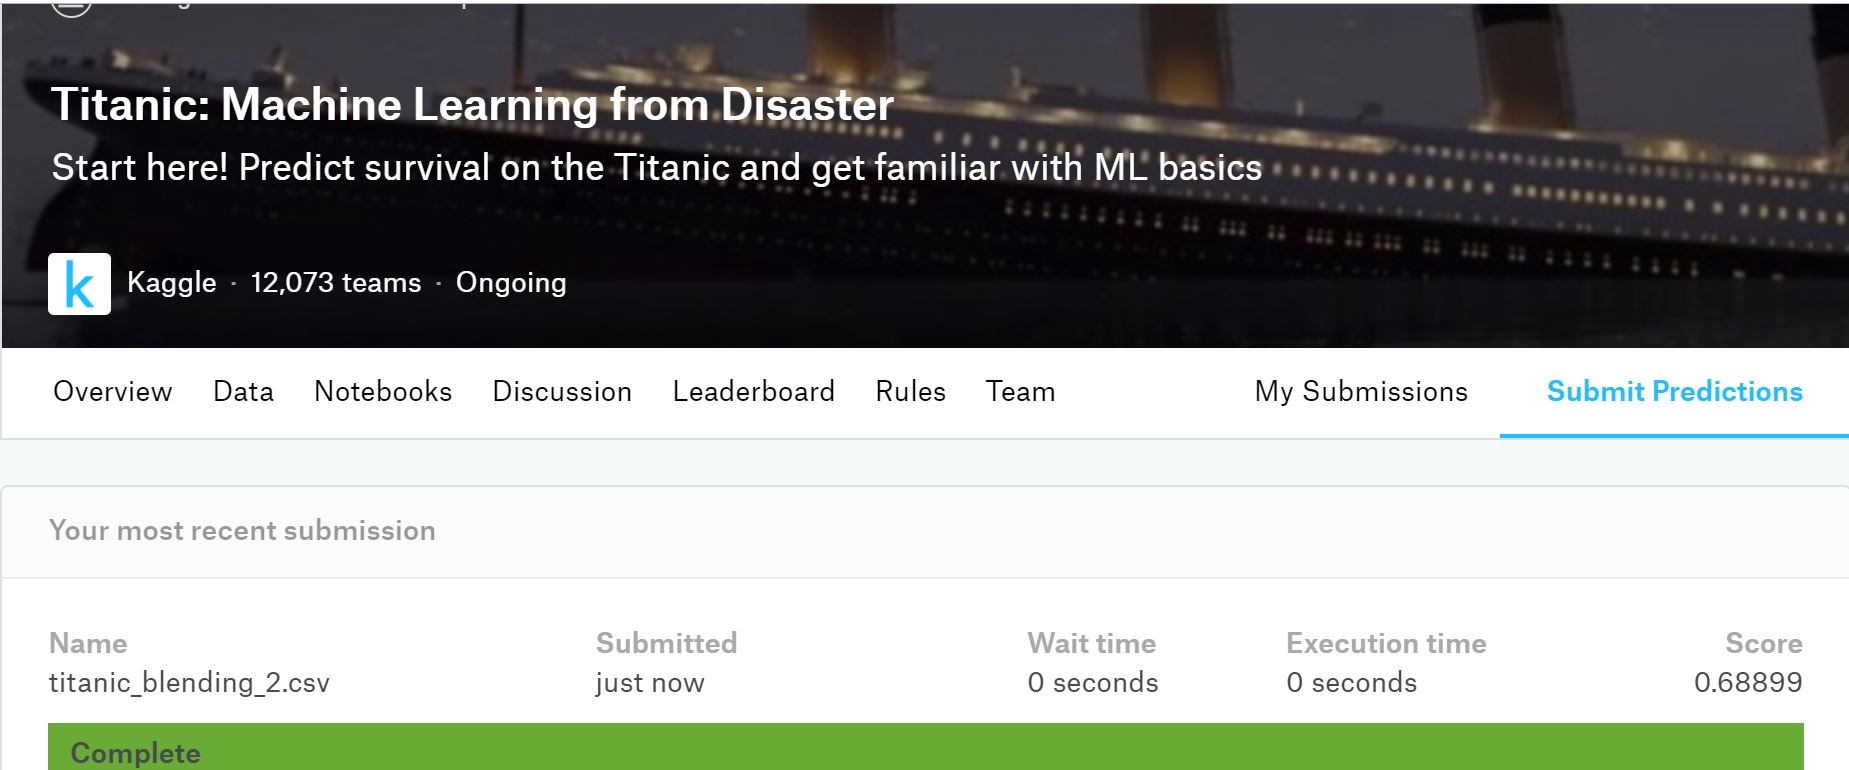 Titanic: Machine Learning from Disaster
Start here! Predict survival on the Titanic and get familiar with ML basics
k
Kaggle · 12,073 teams · Ongoing
Overview Data Notebooks Discussion Leaderboard Rules Team My Submissions Submit Predictions
Your most recent submission
Name Submitted Wait time Execution time Score
titanic_blending_2.csv just now 0 seconds 0 seconds 0.68899
Complete